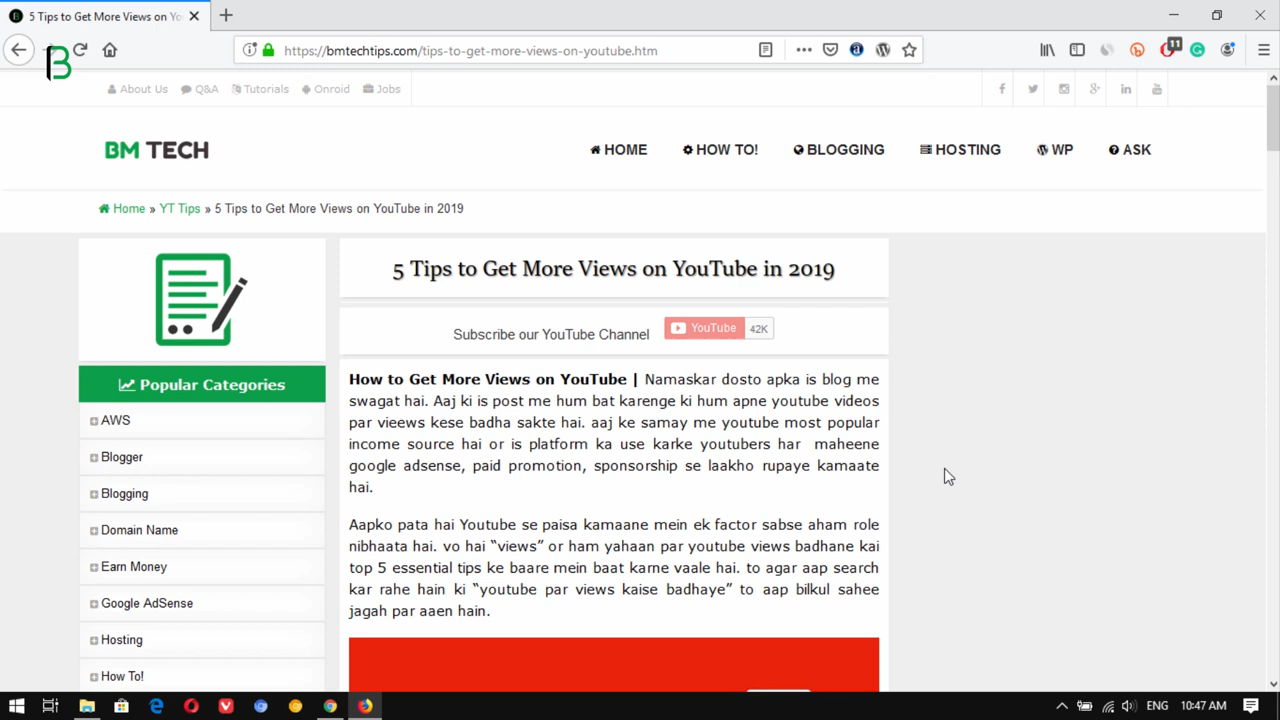 5 Tips to Get More Views on Yo
https://bmtechtips.com/tips-to-get-more-views-on-youtube.htm
11
B
About Us Q&A Tutorials Onroid Jobs
BM TECH
HOME HOW TO! BLOGGING HOSTING WP ASK
Home » YT Tips » 5 Tips to Get More Views on YouTube in 2019
5 Tips to Get More Views on YouTube in 2019
Subscribe our YouTube Channel YouTube 42K
Popular Categories
AWS
Blogger
Blogging
Domain Name
Earn Money
Google AdSense
Hosting
How To!
How to Get More Views on YouTube | Namaskar dosto apka is blog me
swagat hai. Aaj ki is post me hum bat karenge ki hum apne youtube videos
par vieews kese badha sakte hai. aaj ke samay me youtube most popular
income source hai or is platform ka use karke youtubers har maheene
google adsense, paid promotion, sponsorship se laakho rupaye kamaate
hai.
Aapko pata hai Youtube se paisa kamaane mein ek factor sabse aham role
nibhaata hai. vo hai “views” or ham yahaan par youtube views badhane kai
top 5 essential tips ke baare mein baat karne vaale hai. to agar aap search
kar rahe hain ki “youtube par views kaise badhaye” to aap bilkul sahee
jagah par aaen hain.
ENG 10:47 AM